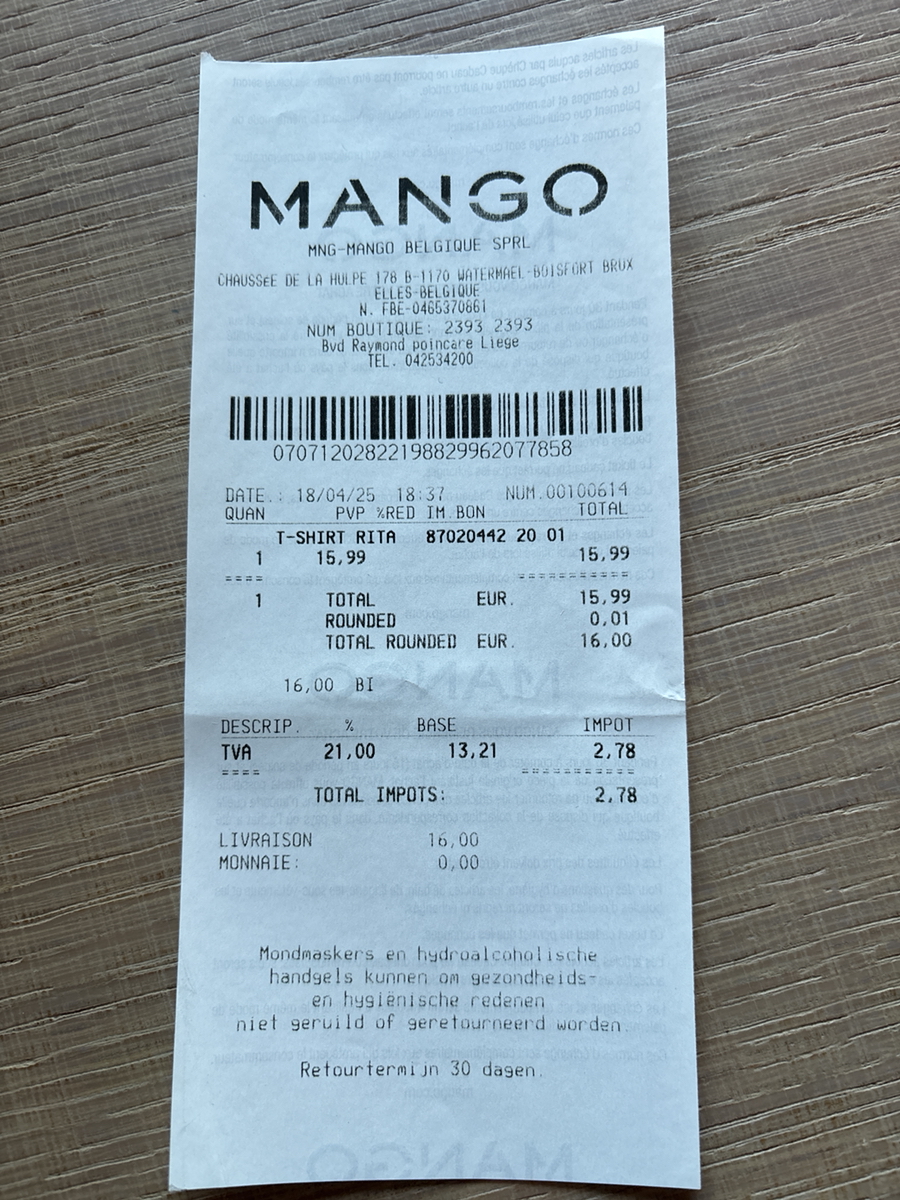 MANGO
MNG-MANGO BELGIQUE SPRL
CHAUSSéE DE LA HULPE 178 B-1170 WATERMAEL-BOISFORT BRUX
ELLES-BELGIQUE
N. FBE-0465370861
NUM BOUTIQUE: 2393 2393
Bvd Raymond poincare Liege
TEL. 042534200
07071202822198829962077858
DATE.: 18/04/25 18:37 NUM.00100614
QUAN PVP %RED IM.BON TOTAL
T-SHIRT RITA 87020442 20 01
1 15,99 15,99
==== ===========
1 TOTAL EUR. 15,99
ROUNDED 0,01
TOTAL ROUNDED EUR. 16,00
16,00 BI
DESCRIP. % BASE IMPOT
TVA 21,00 13,21 2,78
==== ===========
TOTAL IMPOTS: 2,78
LIVRAISON 16,00
MONNAIE: 0,00
Mondmaskers en hydroalcoholische
handgels kunnen om gezondheids-
en hygiënische redenen
niet geruild of geretourneerd worden.
Retourtermijn 30 dagen.